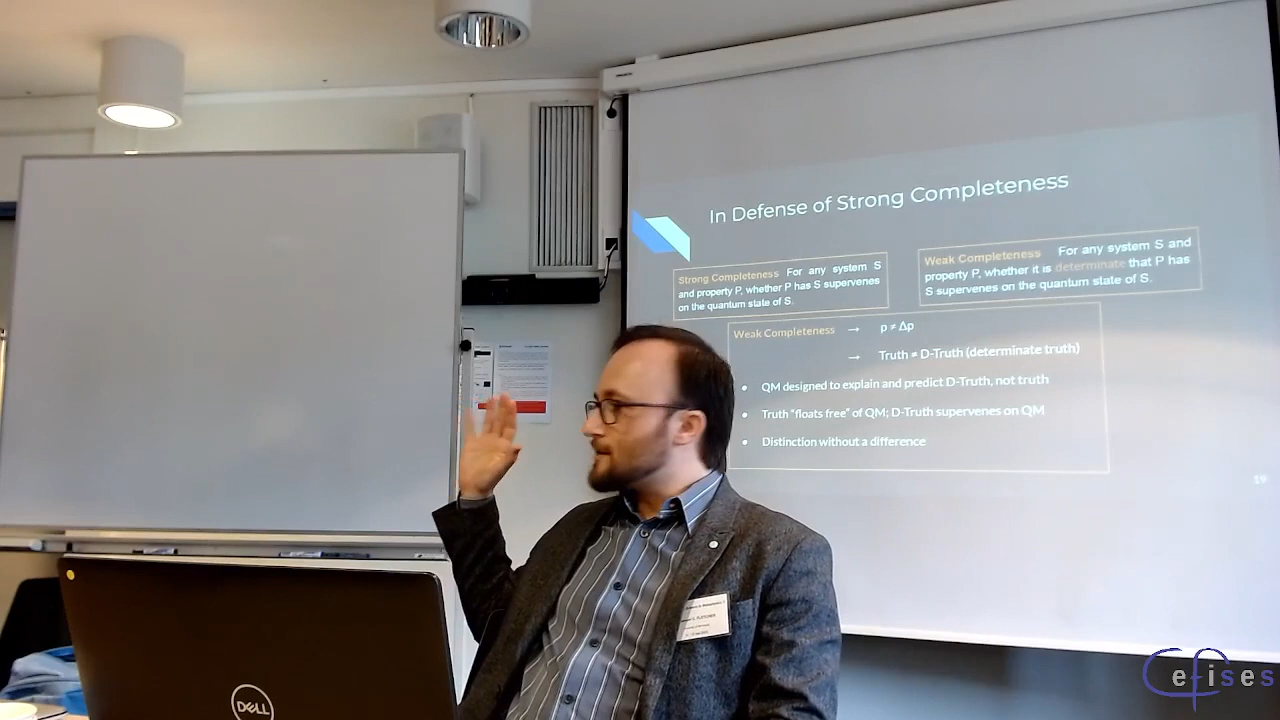 In Defense of Strong Completeness
Strong Completeness For any system S
and property P, whether P has S supervenes
on the quantum state of S.
Weak Completeness For any system S and
property P, whether it is determinate that P has
S supervenes on the quantum state of S.
Weak Completeness → p ≠ Δp
→ Truth ≠ D-Truth (determinate truth)
• QM designed to explain and predict D-Truth, not truth
• Truth "floats free" of QM; D-Truth supervenes on QM
• Distinction without a difference
19
FLETCHER
DELL
Cefises